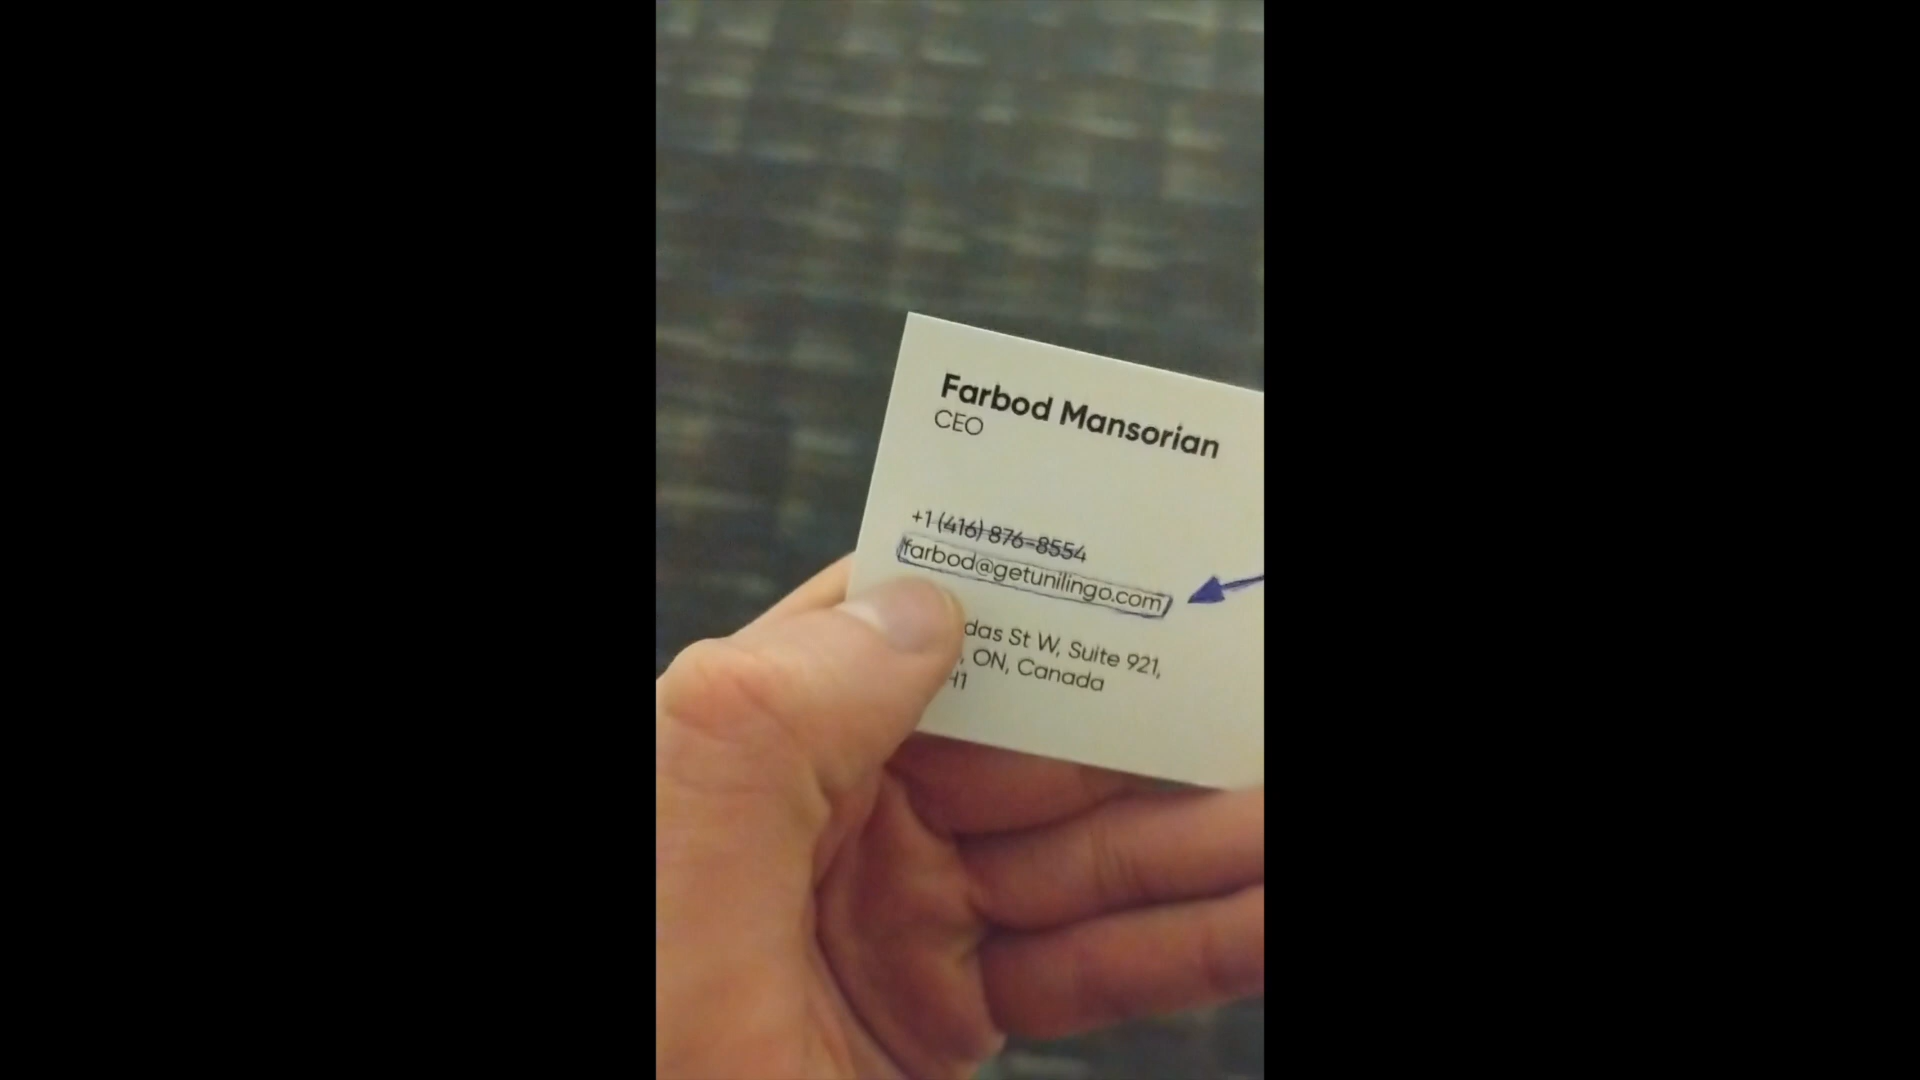 Farbod Mansorian
CEO
+1 (416) 876-8554
farbod@getunilingo.com
das St W, Suite 921,
, ON, Canada
H1